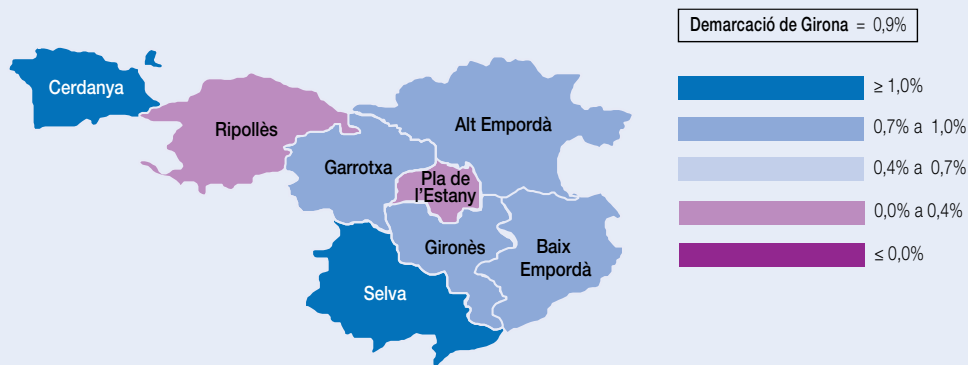 Demarcació de Girona = 0,9%
≥ 1,0%
0,7% a 1,0%
0,4% a 0,7%
0,0% a 0,4%
≤ 0,0%
Cerdanya
Ripollès
Alt Empordà
Garrotxa
Pla de
l'Estany
Gironès
Baix
Empordà
Selva